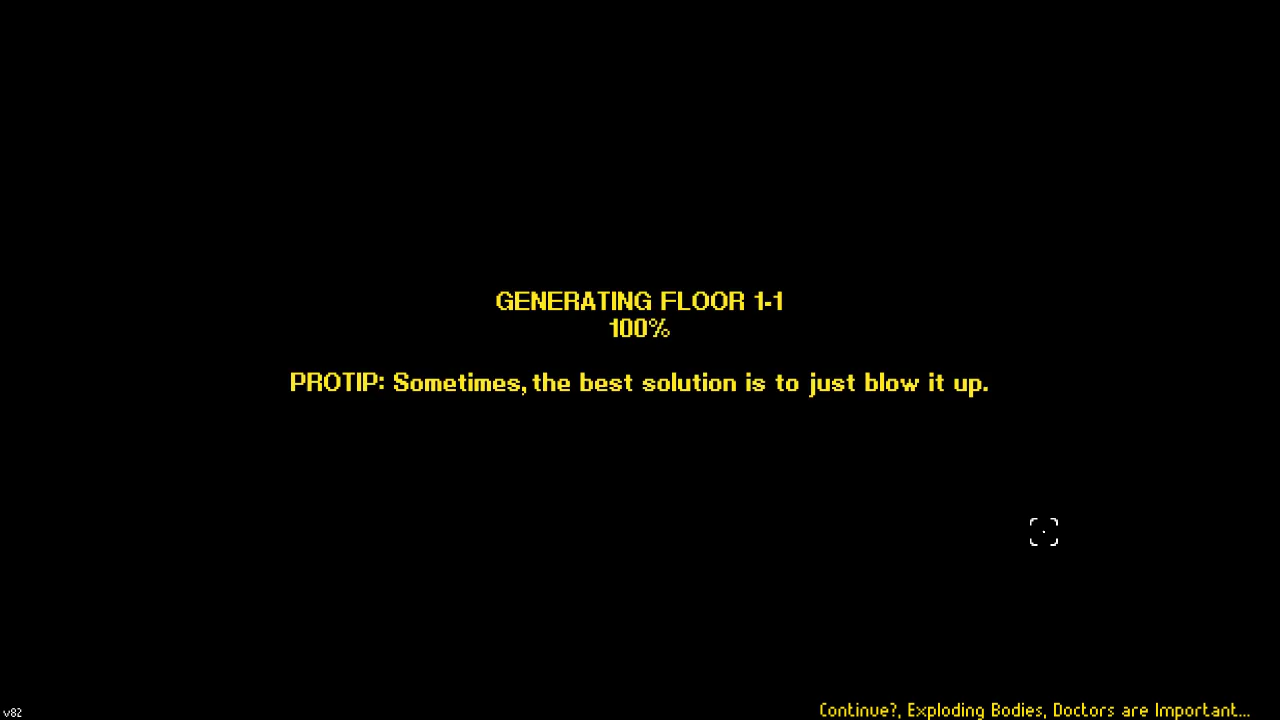 GENERATING FLOOR 1-1
100%
PROTIP: Sometimes, the best solution is to just blow it up.
v82
Continue?, Exploding Bodies, Doctors are Important...